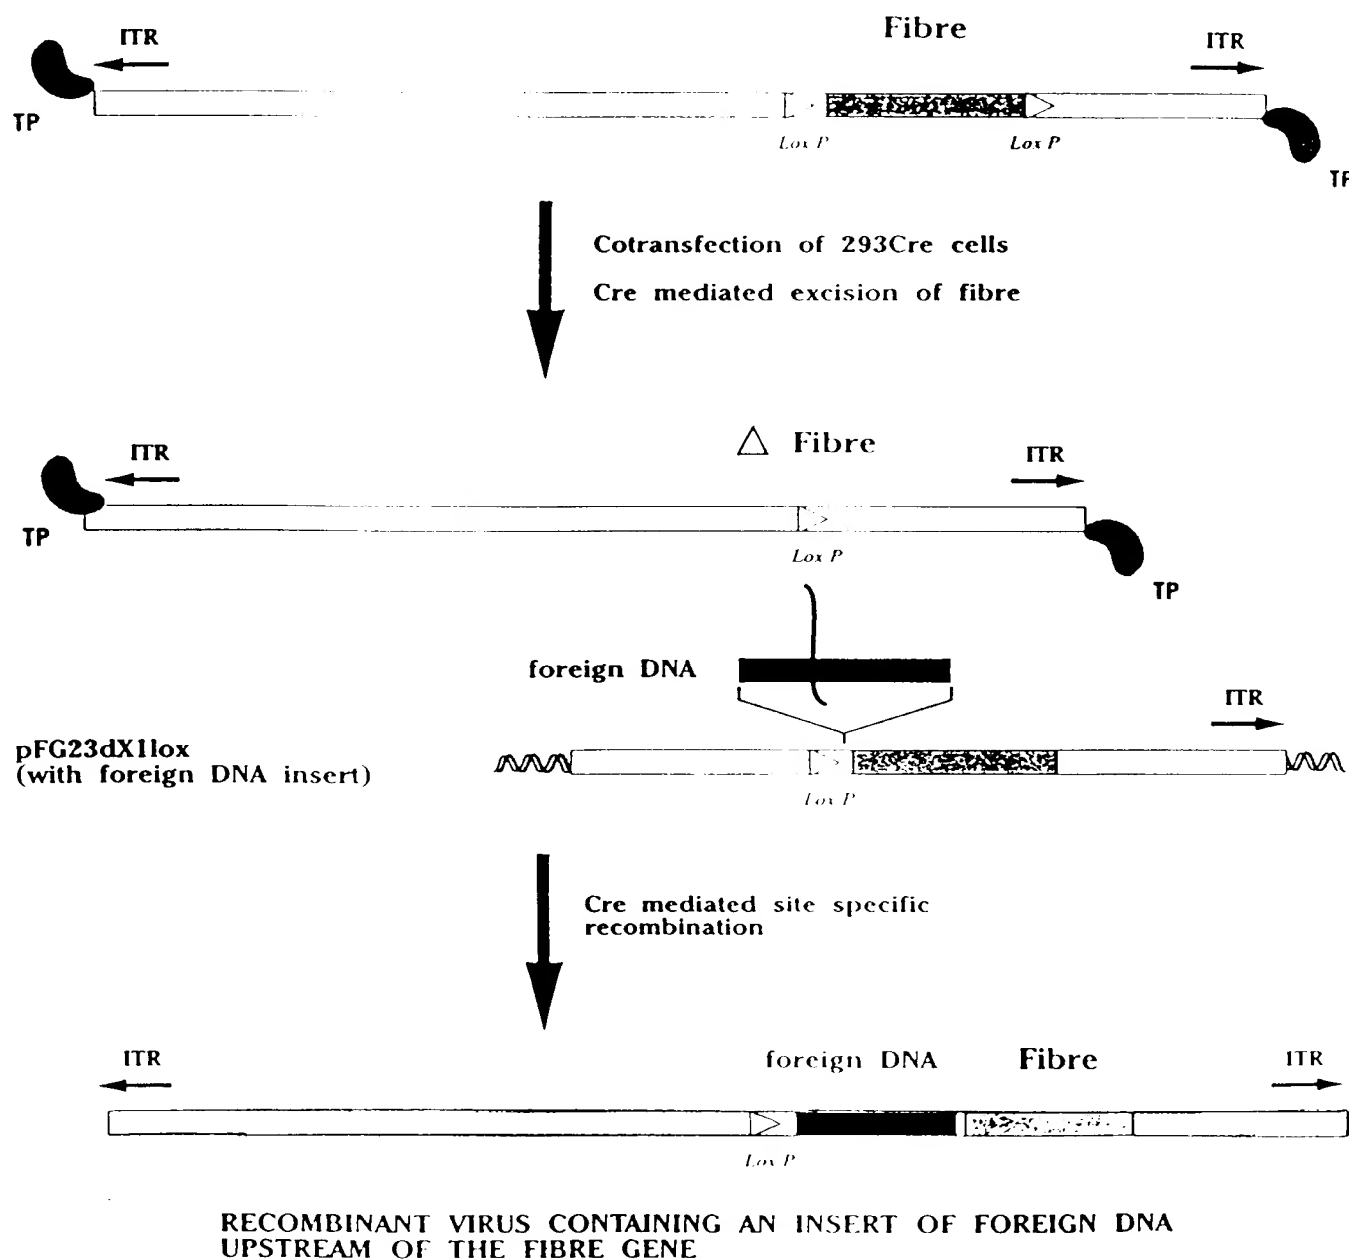 Fibre
ITR
ITR
TP
Lox P
Lox P
TP
Cotransfection of 293Cre cells
Cre mediated excision of fibre
△ Fibre
ITR
ITR
TP
Lox P
TP
foreign DNA
ITR
pFG23dX1lox
(with foreign DNA insert)
Lox P
Cre mediated site specific
recombination
ITR
foreign DNA
Fibre
ITR
Lox P
RECOMBINANT VIRUS CONTAINING AN INSERT OF FOREIGN DNA
UPSTREAM OF THE FIBRE GENE